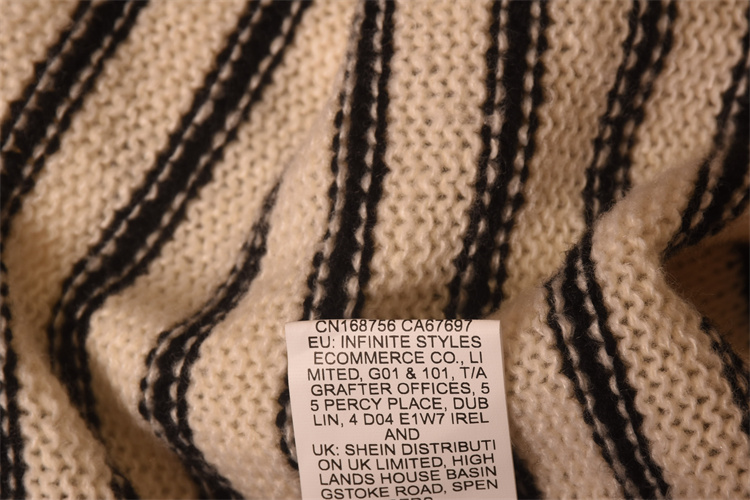 CN168756 CA67697
EU: INFINITE STYLES
ECOMMERCE CO., LI
MITED, G01 & 101, T/A
GRAFTER OFFICES, 5
5 PERCY PLACE, DUB
LIN, 4 D04 E1W7 IREL
AND
UK: SHEIN DISTRIBUTI
ON UK LIMITED, HIGH
LANDS HOUSE BASIN
GSTOKE ROAD, SPEN